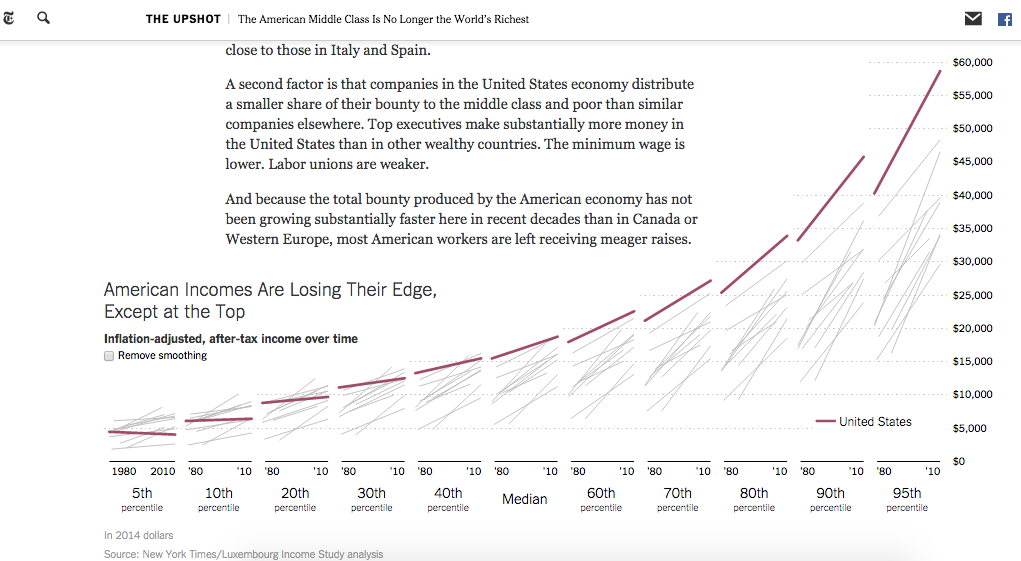 THE UPSHOT | The American Middle Class Is No Longer the World's Richest
close to those in Italy and Spain.
A second factor is that companies in the United States economy distribute
a smaller share of their bounty to the middle class and poor than similar
companies elsewhere. Top executives make substantially more money in
the United States than in other wealthy countries. The minimum wage is
lower. Labor unions are weaker.
And because the total bounty produced by the American economy has not
been growing substantially faster here in recent decades than in Canada or
Western Europe, most American workers are left receiving meager raises.
American Incomes Are Losing Their Edge,
Except at the Top
Inflation-adjusted, after-tax income over time
Remove smoothing
$60,000
$55,000
$50,000
$45,000
$40,000
$35,000
$30,000
$25,000
$20,000
$15,000
$10,000
$5,000
$0
United States
1980 2010 '80 '10 '80 '10 '80 '10 '80 '10 '80 '10 '80 '10 '80 '10 '80 '10 '80 '10 '80 '10
5th 10th 20th 30th 40th Median 60th 70th 80th 90th 95th
percentile percentile percentile percentile percentile percentile percentile percentile percentile percentile
In 2014 dollars
Source: New York Times/Luxembourg Income Study analysis